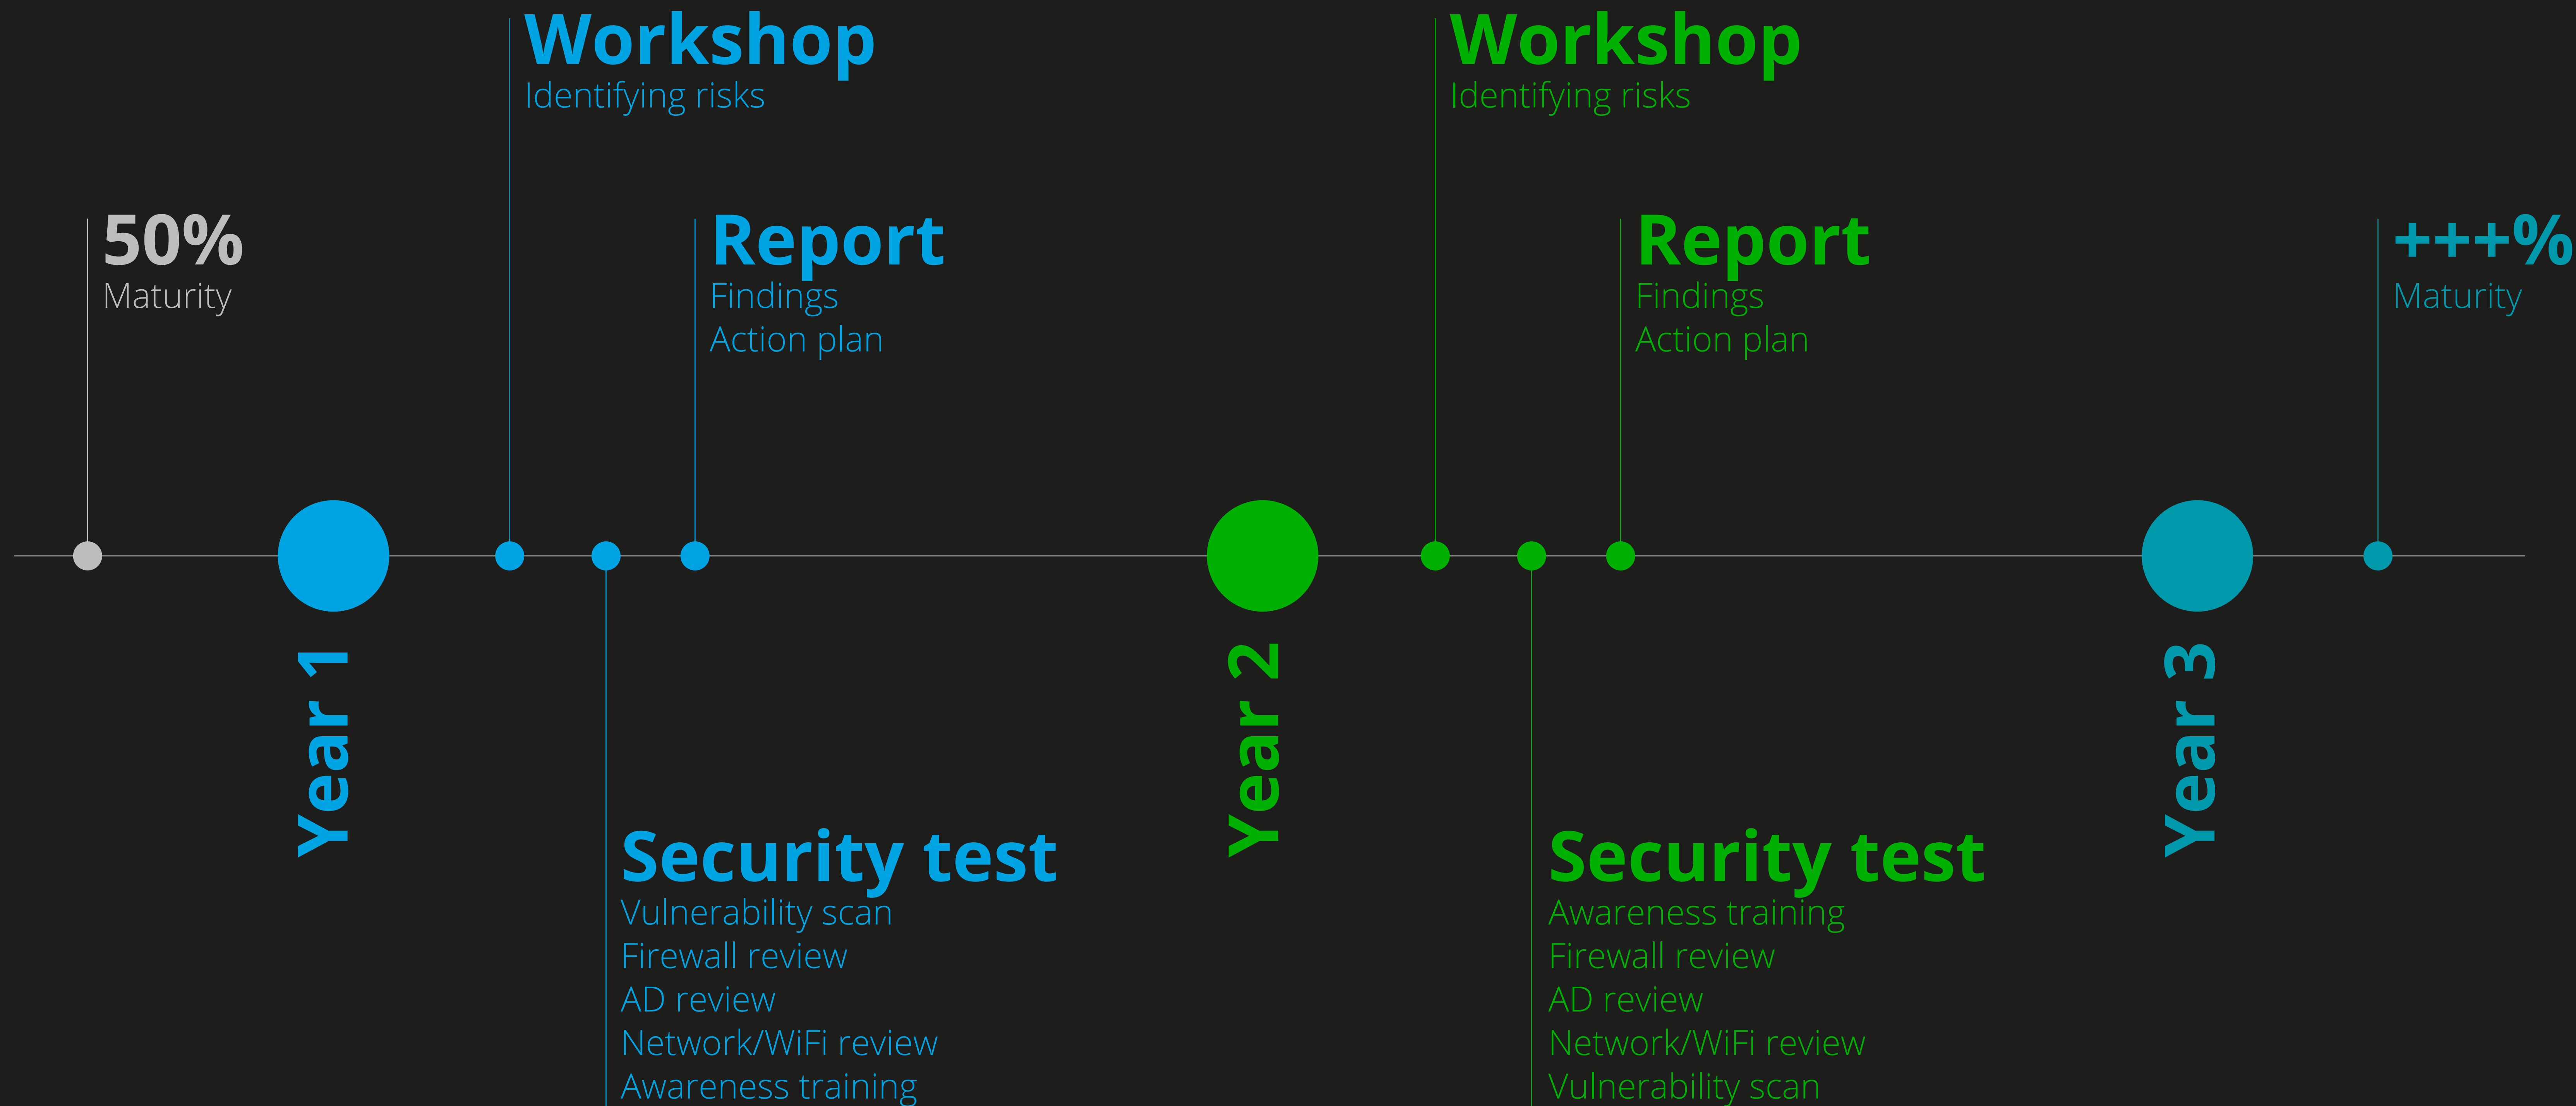 50%
Maturity
Year 1
Workshop
Identifying risks
Security test
Vulnerability scan
Firewall review
AD review
Network/WiFi review
Awareness training
Report
Findings
Action plan
Year 2
Workshop
Identifying risks
Security test
Awareness training
Firewall review
AD review
Network/WiFi review
Vulnerability scan
Report
Findings
Action plan
Year 3
+++%
Maturity